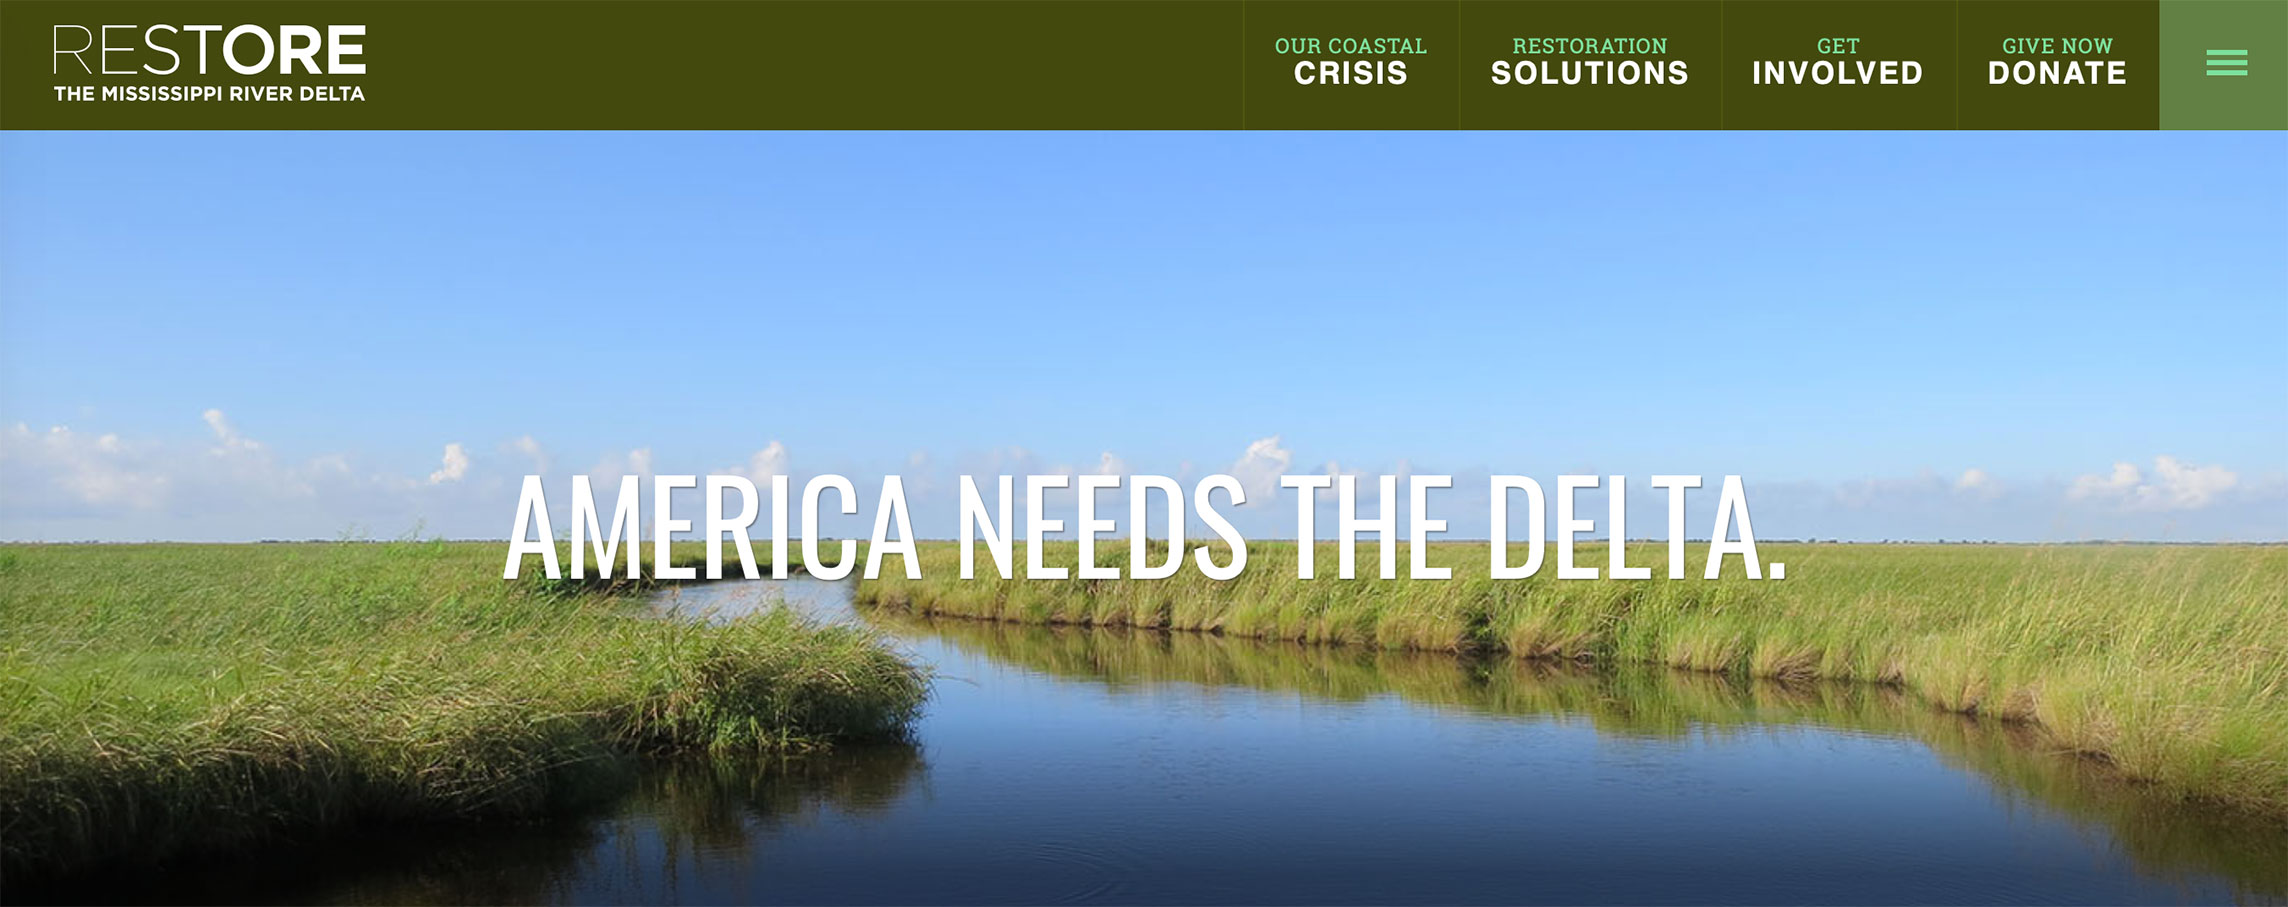 RESTORE
THE MISSISSIPPI RIVER DELTA
OUR COASTAL
CRISIS
RESTORATION
SOLUTIONS
GET
INVOLVED
GIVE NOW
DONATE
AMERICA NEEDS THE DELTA.